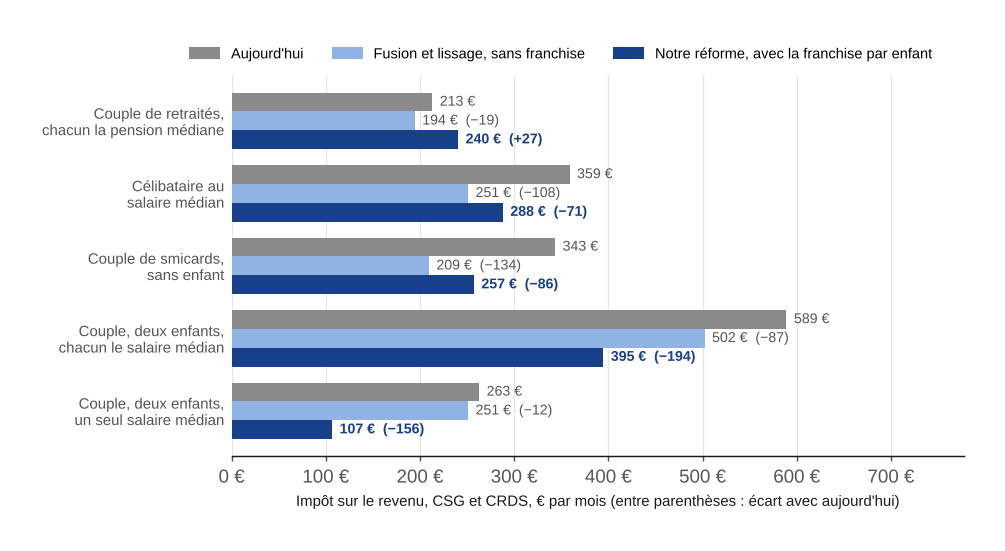 Aujourd'hui
Fusion et lissage, sans franchise
Notre réforme, avec la franchise par enfant
Couple de retraités,
chacun la pension médiane
213 €
194 € (−19)
240 € (+27)
Célibataire au
salaire médian
359 €
251 € (−108)
288 € (−71)
Couple de smicards,
sans enfant
343 €
209 € (−134)
257 € (−86)
Couple, deux enfants,
chacun le salaire médian
589 €
502 € (−87)
395 € (−194)
Couple, deux enfants,
un seul salaire médian
263 €
251 € (−12)
107 € (−156)
0 €
100 €
200 €
300 €
400 €
500 €
600 €
700 €
Impôt sur le revenu, CSG et CRDS, € par mois (entre parenthèses : écart avec aujourd'hui)